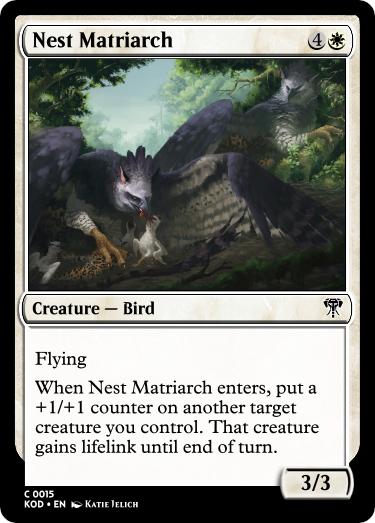 Nest Matriarch 4
Creature — Bird
Flying
When Nest Matriarch enters, put a
+1/+1 counter on another target
creature you control. That creature
gains lifelink until end of turn.
3/3
C 0015
KOD • EN Katie Jelich